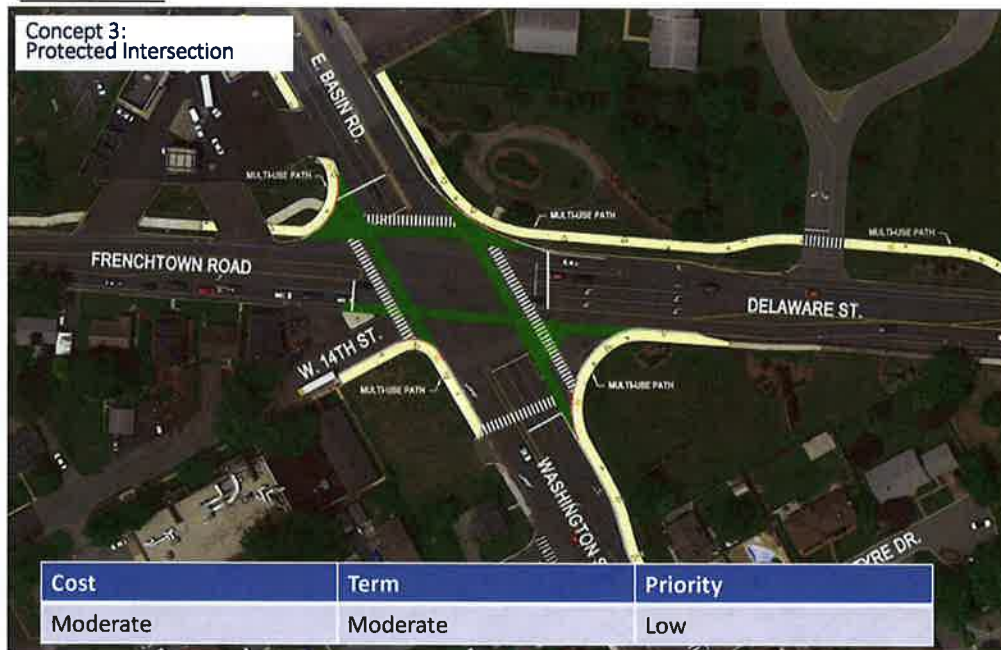 Concept 3:
Protected Intersection
E. BASIN RD.
MULTI-USE PATH
MULTI-USE PATH
MULTI-USE PATH
FRENCHTOWN ROAD
DELAWARE ST.
W. 14TH ST.
MULTI-USE PATH
MULTI-USE PATH
WASHINGTON S
TYRE DR.
Cost Term Priority
Moderate Moderate Low